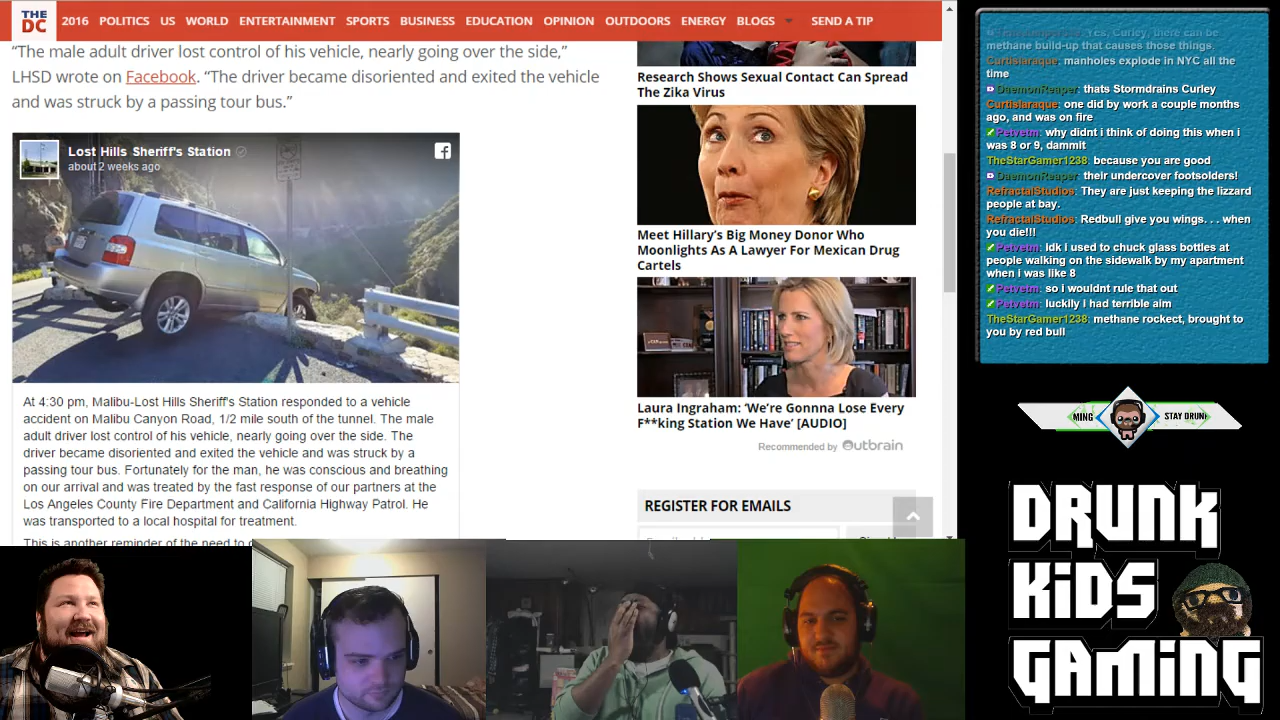 THE
DC
2016 POLITICS US WORLD ENTERTAINMENT SPORTS BUSINESS EDUCATION OPINION OUTDOORS ENERGY BLOGS SEND A TIP
“The male adult driver lost control of his vehicle, nearly going over the side,”
LHSD wrote on Facebook. “The driver became disoriented and exited the vehicle
and was struck by a passing tour bus.”
Lost Hills Sheriff's Station
about 2 weeks ago
At 4:30 pm, Malibu-Lost Hills Sheriff's Station responded to a vehicle
accident on Malibu Canyon Road, 1/2 mile south of the tunnel. The male
adult driver lost control of his vehicle, nearly going over the side. The
driver became disoriented and exited the vehicle and was struck by a
passing tour bus. Fortunately for the man, he was conscious and breathing
on our arrival and was treated by the fast response of our partners at the
Los Angeles County Fire Department and California Highway Patrol. He
was transported to a local hospital for treatment.
This is another reminder of the need to
Research Shows Sexual Contact Can Spread
The Zika Virus
Meet Hillary’s Big Money Donor Who
Moonlights As A Lawyer For Mexican Drug
Cartels
Laura Ingraham: ‘We’re Gonnna Lose Every
F**king Station We Have’ [AUDIO]
Recommended by Outbrain
REGISTER FOR EMAILS
Yes, Curley, there can be
methane build-up that causes those things.
Curtislaraque: manholes explode in NYC all the
time
DaemonReaper: thats Stormdrains Curley
Curtislaraque: one did by work a couple months
ago, and was on fire
Petvetm: why didnt i think of doing this when i
was 8 or 9, dammit
TheStarGamer1238: because you are good
DaemonReaper: their undercover footsolders!
RefractalStudios: They are just keeping the lizzard
people at bay.
RefractalStudios: Redbull give you wings. . . when
you die!!!
Petvetm: Idk i used to chuck glass bottles at
people walking on the sidewalk by my apartment
when i was like 8
Petvetm: so i wouldnt rule that out
Petvetm: luckily i had terrible aim
TheStarGamer1238: methane rockect, brought to
you by red bull
MING STAY DRUNK
DRUNK
KiDS
GAMiNG